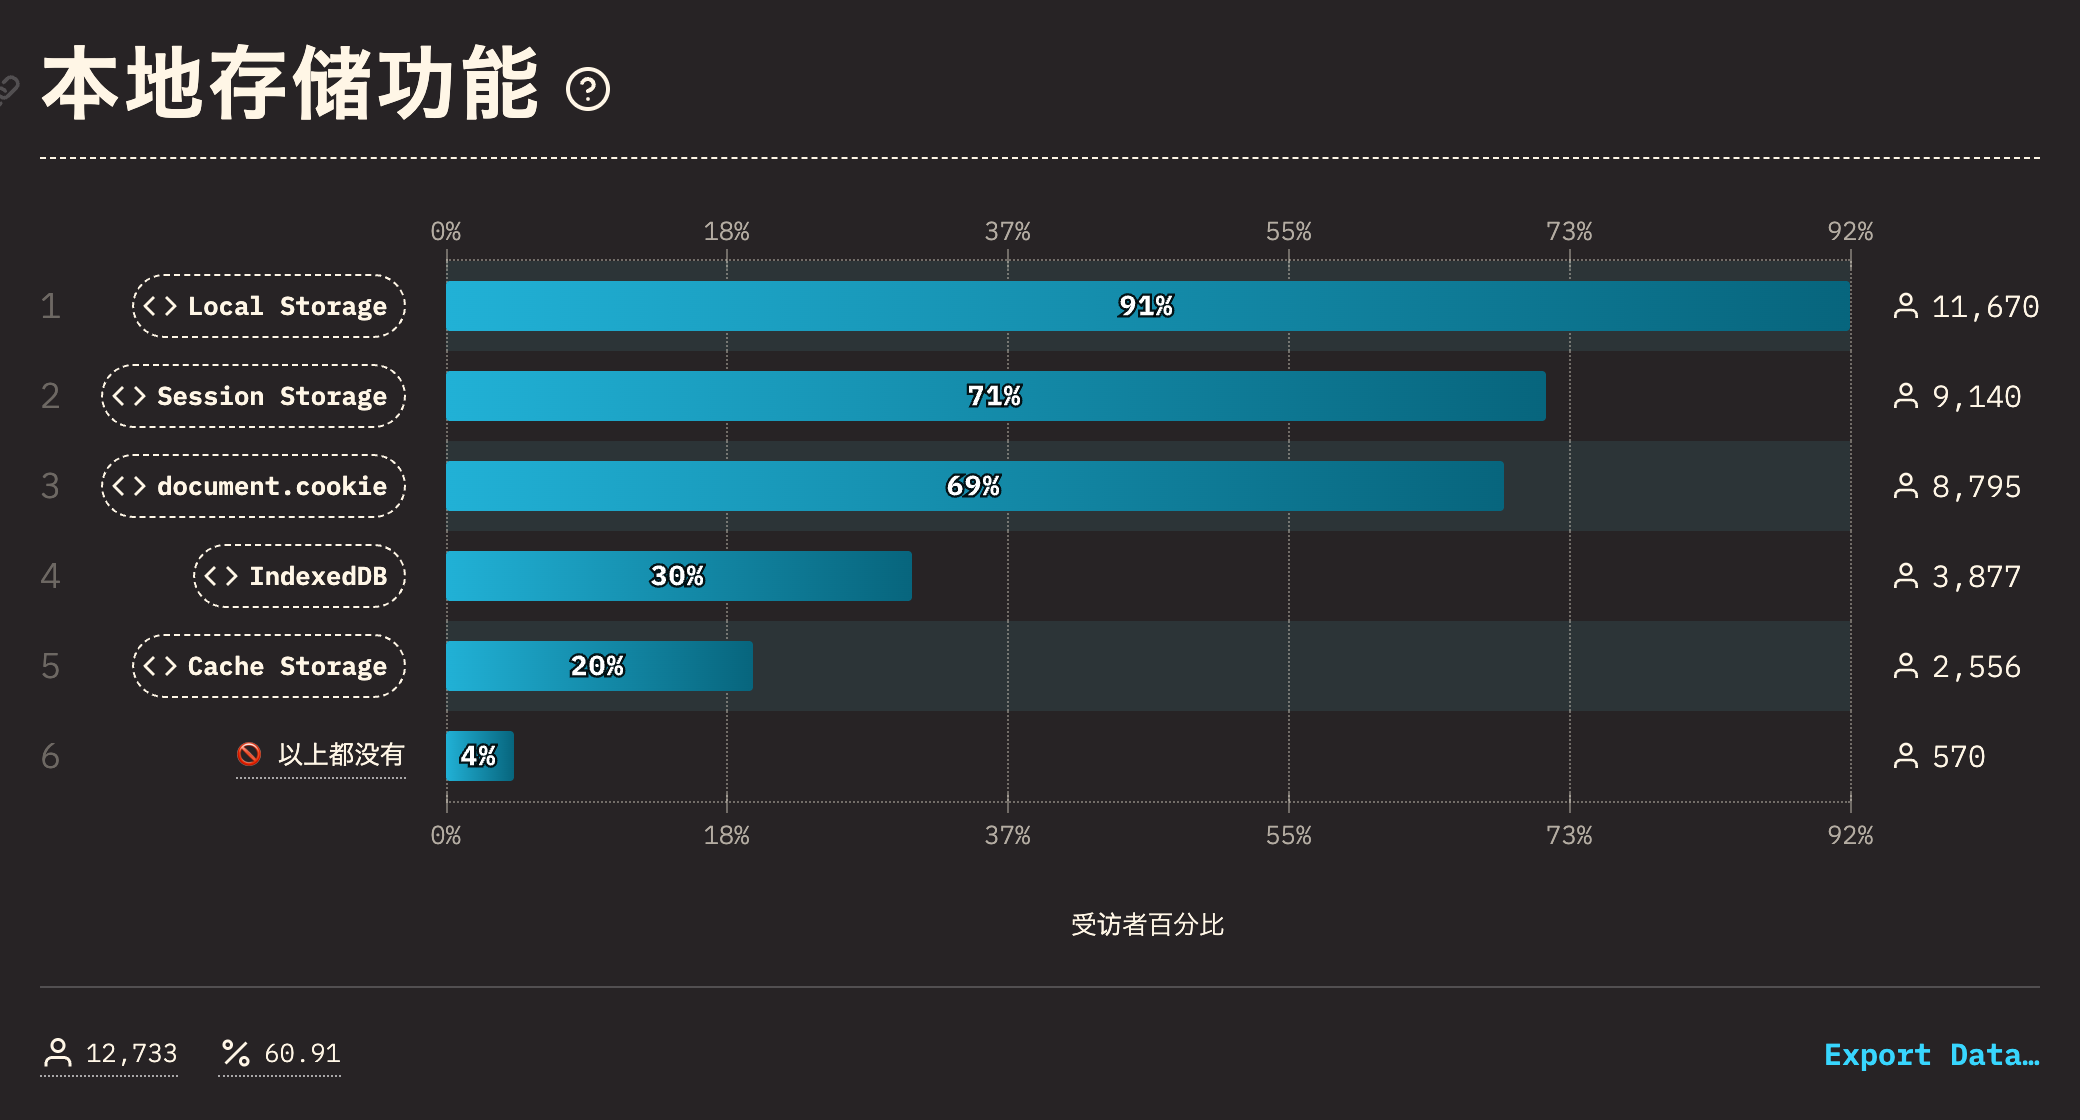 本地存储功能
0% 18% 37% 55% 73% 92%
1 <> Local Storage 91% 11,670
2 <> Session Storage 71% 9,140
3 <> document.cookie 69% 8,795
4 <> IndexedDB 30% 3,877
5 <> Cache Storage 20% 2,556
6 🚫 以上都没有 4% 570
0% 18% 37% 55% 73% 92%
受访者百分比
12,733 % 60.91 Export Data…